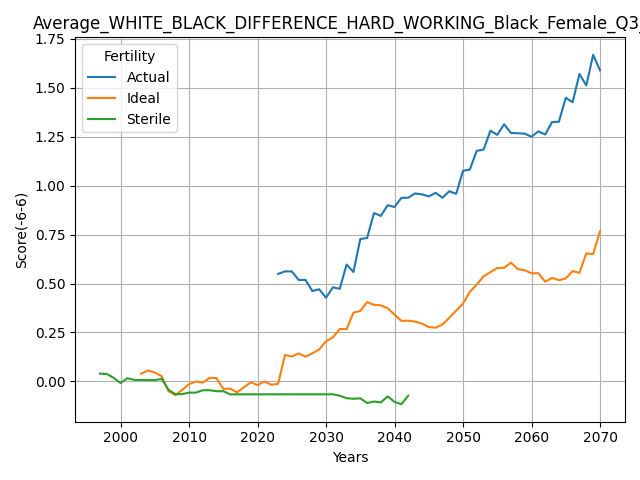 Average_WHITE_BLACK_DIFFERENCE_HARD_WORKING_Black_Female_Q3_
1.75
1.50
1.25
1.00
0.75
0.50
0.25
0.00
Score(-6-6)
Fertility
Actual
Ideal
Sterile
2000 2010 2020 2030 2040 2050 2060 2070
Years